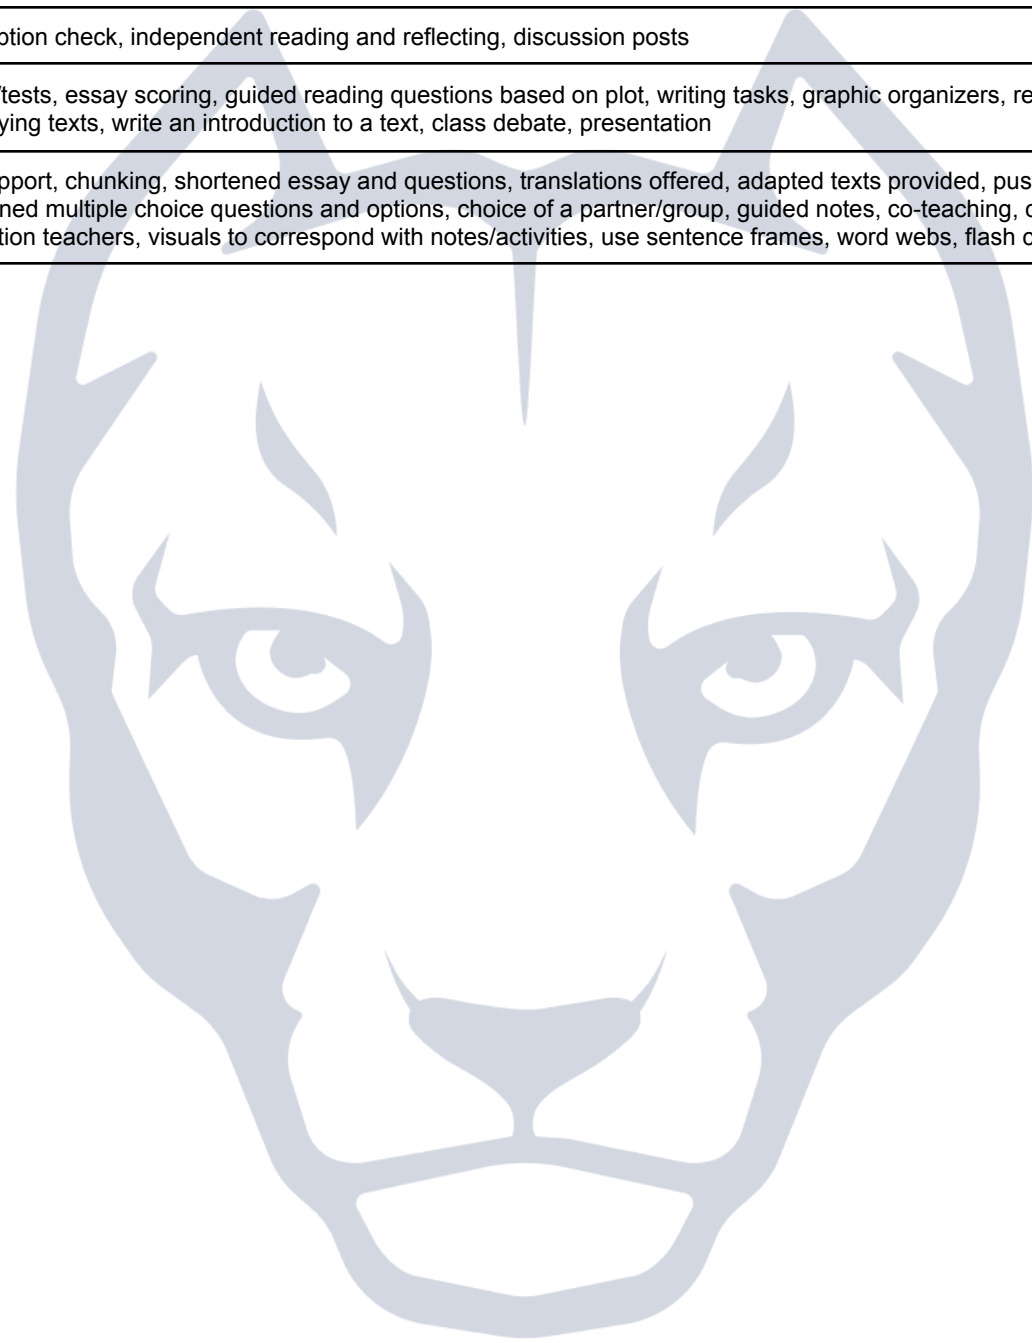 ption check, independent reading and reflecting, discussion posts
/tests, essay scoring, guided reading questions based on plot, writing tasks, graphic organizers, re
ying texts, write an introduction to a text, class debate, presentation
pport, chunking, shortened essay and questions, translations offered, adapted texts provided, pus
ned multiple choice questions and options, choice of a partner/group, guided notes, co-teaching, c
tion teachers, visuals to correspond with notes/activities, use sentence frames, word webs, flash c